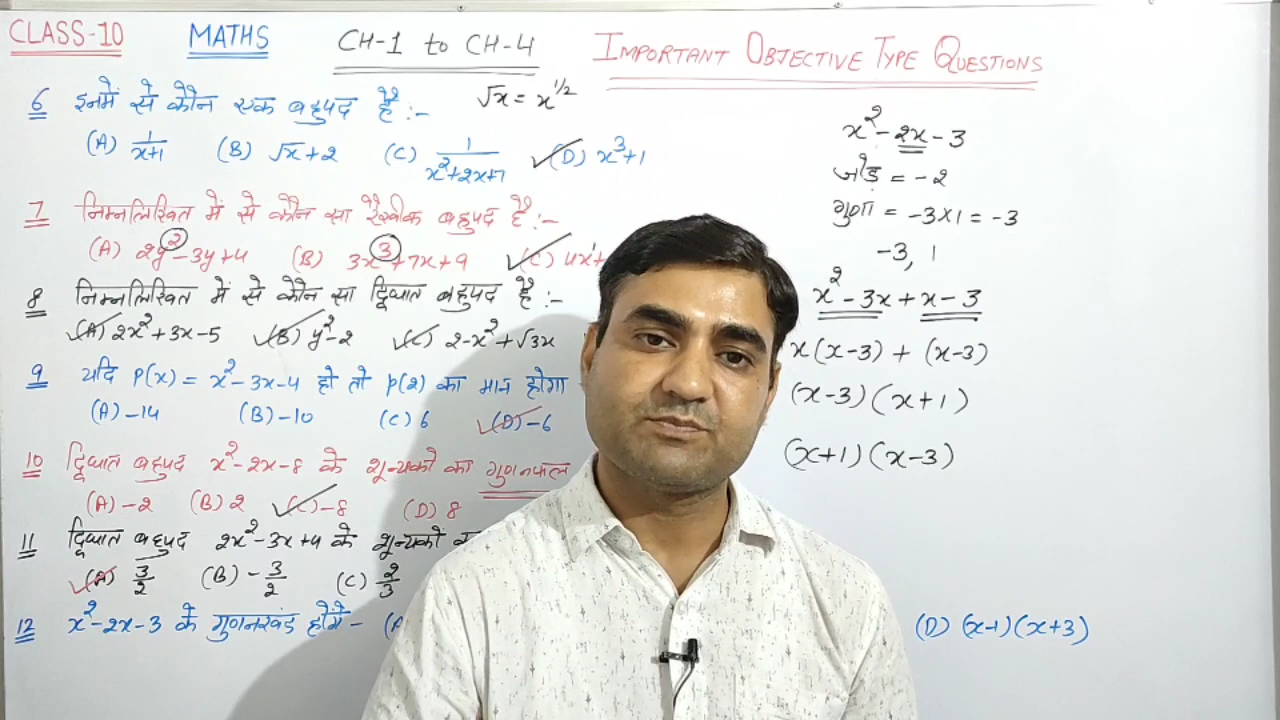 CLASS-10 MATHS CH-1 to CH-4 IMPORTANT OBJECTIVE TYPE QUESTIONS
6 इनमें से कौन एक बहुपद है :-
√x = x^1/2
(A) 1/x+1 (B) √x+2 (C) 1/x²+2x+7 (D) x³+1
7 निम्नलिखित में से कौन सा रैखीक बहुपद है :-
(A) 2y²-3y+4 (B) 3x³+7x+9 (C) 4x¹+
8 निम्नलिखित में से कौन सा द्विघात बहुपद है :-
(A) 2x²+3x-5 (B) y²-2 (C) 2-x²+√3x
9 यदि P(x) = x²-3x-4 हो तो P(2) का मान होगा
(A) -14 (B) -10 (C) 6 (D) -6
10 द्विघात बहुपद x²-2x-8 के शून्यकों का गुणनफल
(A) -2 (B) 2 (C) -8 (D) 8
11 द्विघात बहुपद 2x²-3x+4 के शून्यकों
(A) 3/2 (B) -3/2 (C) 2/3
12 x²-2x-3 के गुणनखंड होंगे - (A
(D) (x-1)(x+3)
x²-2x-3
जोड़ = -2
गुणा = -3×1 = -3
-3, 1
x²-3x+x-3
x(x-3) + (x-3)
(x-3)(x+1)
(x+1)(x-3)